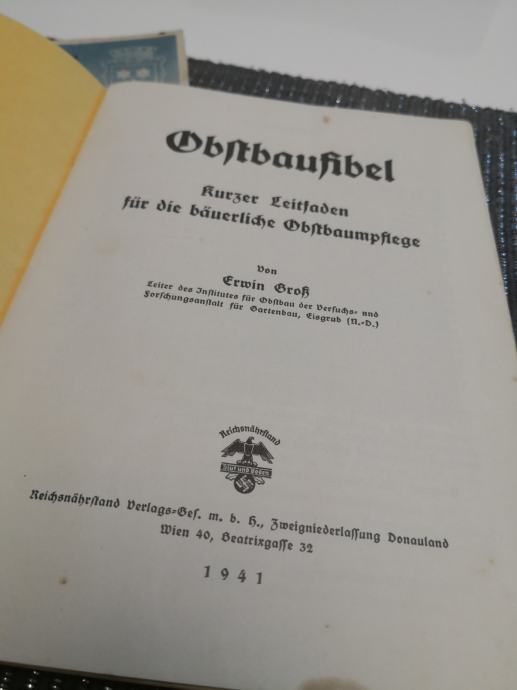 Obstbaufibel
Kurzer Leitfaden
für die bäuerliche Obstbaumpflege
Von
Erwin Groß
Leiter des Institutes für Obstbau der Versuchs- und
Forschungsanstalt für Gartenbau, Eisgrub (N.-D.)
Reichsnährstand
Blut und Boden
Reichsnährstand Verlags-Ges. m. b. H., Zweigniederlassung Donauland
Wien 40, Beatrixgasse 32
1941